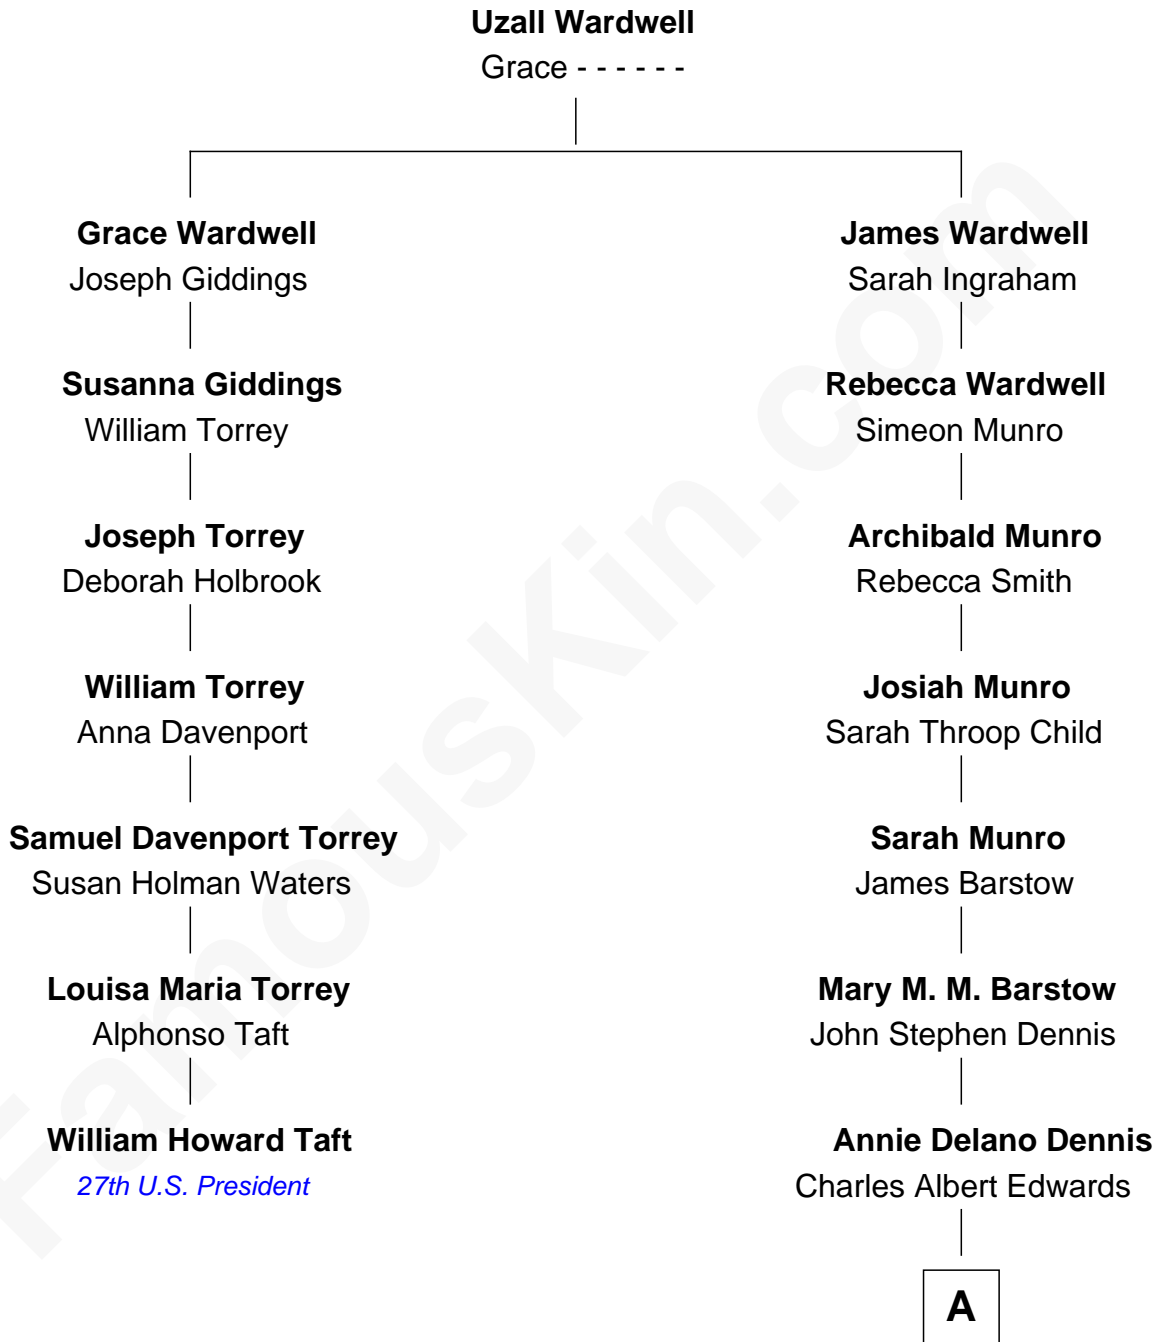 Uzall Wardwell
Grace - - - - - -
Grace Wardwell
Joseph Giddings
James Wardwell
Sarah Ingraham
Susanna Giddings
William Torrey
Rebecca Wardwell
Simeon Munro
Joseph Torrey
Deborah Holbrook
Archibald Munro
Rebecca Smith
William Torrey
Anna Davenport
Josiah Munro
Sarah Throop Child
Samuel Davenport Torrey
Susan Holman Waters
Sarah Munro
James Barstow
Louisa Maria Torrey
Alphonso Taft
Mary M. M. Barstow
John Stephen Dennis
William Howard Taft
27th U.S. President
Annie Delano Dennis
Charles Albert Edwards
A
FamousKin.com